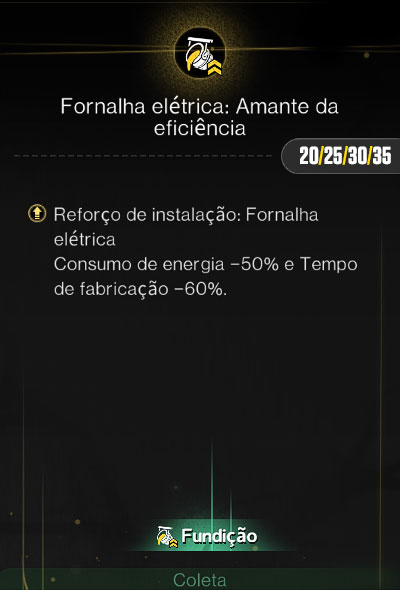 Fornalha elétrica: Amante da
eficiência
20/25/30/35
Reforço de instalação: Fornalha
elétrica
Consumo de energia −50% e Tempo
de fabricação −60%.
Fundição
Coleta